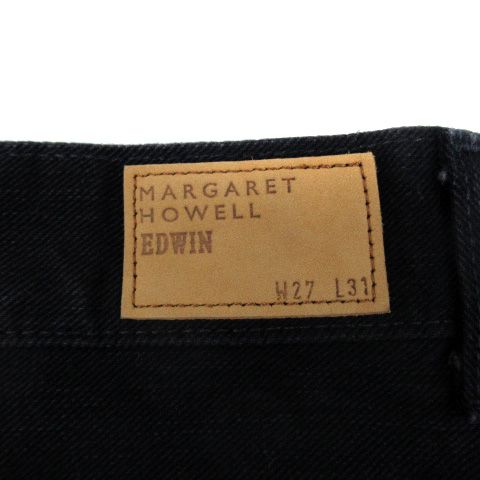 MARGARET
HOWELL
EDWIN
W27 L31